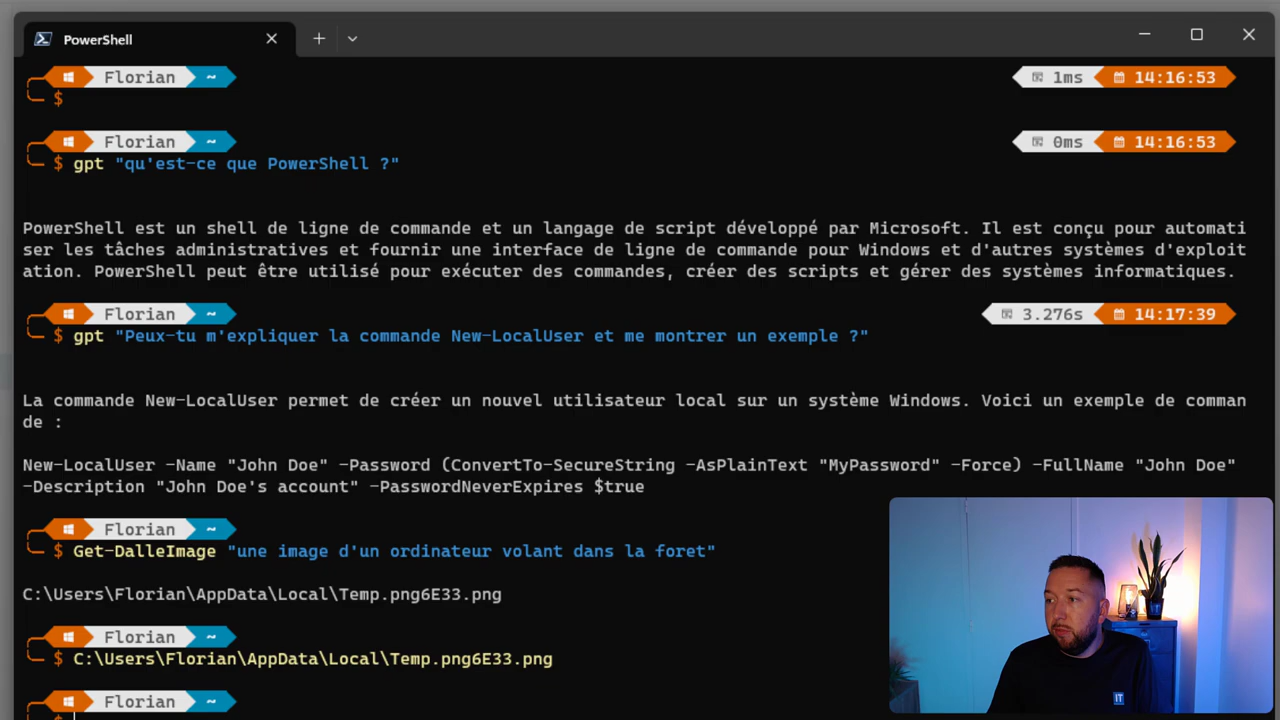 PowerShell
Florian ~ 1ms 14:16:53
$
Florian ~ 0ms 14:16:53
$ gpt "qu'est-ce que PowerShell ?"
PowerShell est un shell de ligne de commande et un langage de script développé par Microsoft. Il est conçu pour automati
ser les tâches administratives et fournir une interface de ligne de commande pour Windows et d'autres systèmes d'exploit
ation. PowerShell peut être utilisé pour exécuter des commandes, créer des scripts et gérer des systèmes informatiques.
Florian ~ 3.276s 14:17:39
$ gpt "Peux-tu m'expliquer la commande New-LocalUser et me montrer un exemple ?"
La commande New-LocalUser permet de créer un nouvel utilisateur local sur un système Windows. Voici un exemple de comman
de :
New-LocalUser -Name "John Doe" -Password (ConvertTo-SecureString -AsPlainText "MyPassword" -Force) -FullName "John Doe"
-Description "John Doe's account" -PasswordNeverExpires $true
Florian ~
$ Get-DalleImage "une image d'un ordinateur volant dans la foret"
C:\Users\Florian\AppData\Local\Temp.png6E33.png
Florian ~
$ C:\Users\Florian\AppData\Local\Temp.png6E33.png
Florian ~
$
IT